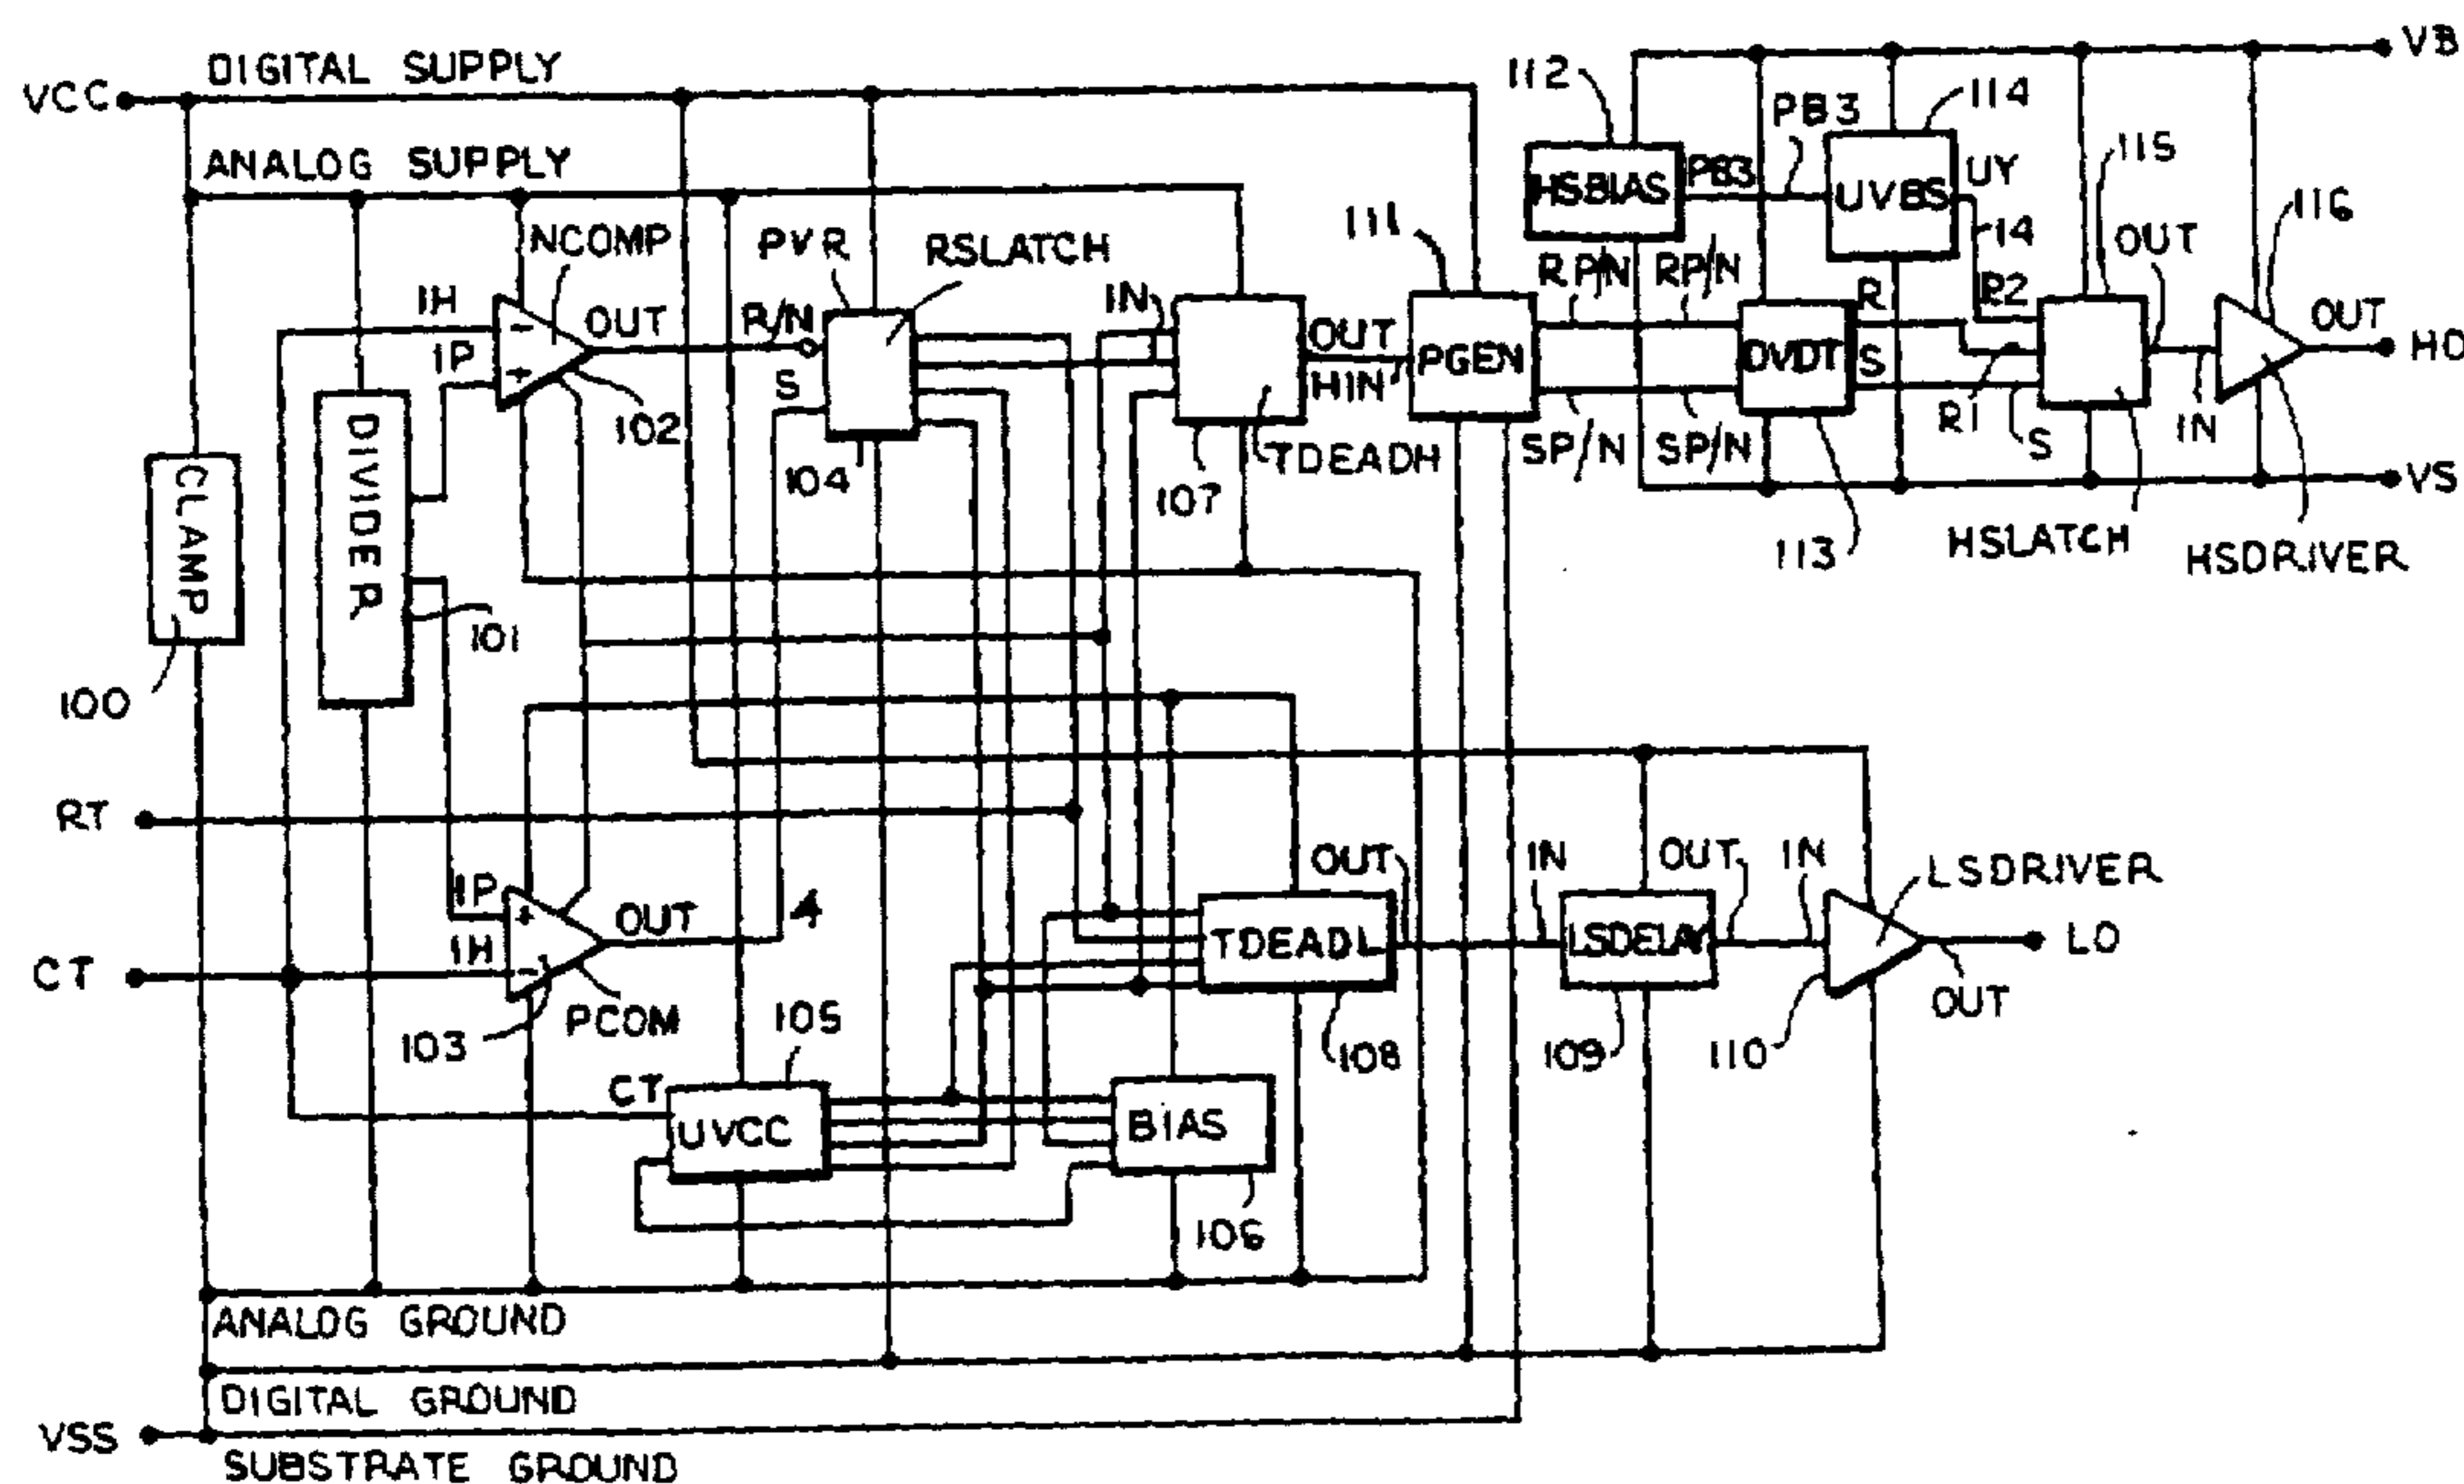 DIGITAL SUPPLY
VCC
ANALOG SUPPLY
NCOMP
PVR
RSLATCH
IH
IP
OUT
R/N
S
102
104
IN
OUT
HIN
TDEADH
107
111
PGEN
112
HSBIAS
PB3
PB3
114
UVBS
UY
14
115
OUT
116
VB
RP/N
RP/N
SP/N
SP/N
DVDT
R
S
R2
R1
S
IN
OUT
HO
VS
113
HSLATCH
HSDRIVER
CLAMP
100
DIVIDER
101
RT
CT
IP
IH
OUT
4
103
PCOM
105
CT
UVCC
BIAS
106
TDEADL
OUT
108
IN
LSDELAY
109
OUT
IN
LSDRIVER
110
OUT
LO
ANALOG GROUND
DIGITAL GROUND
VSS
SUBSTRATE GROUND